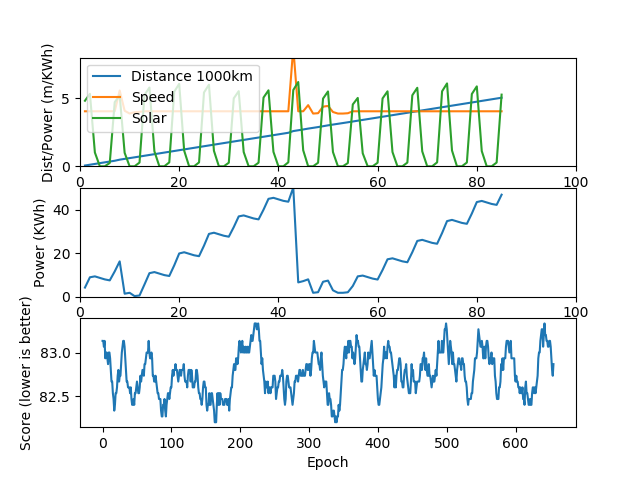 Dist/Power (m/KWh)
5
0
Distance 1000km
Speed
Solar
0 20 40 60 80 100
Power (KWh)
40
20
0
0 20 40 60 80 100
Score (lower is better)
83.0
82.5
0 100 200 300 400 500 600
Epoch